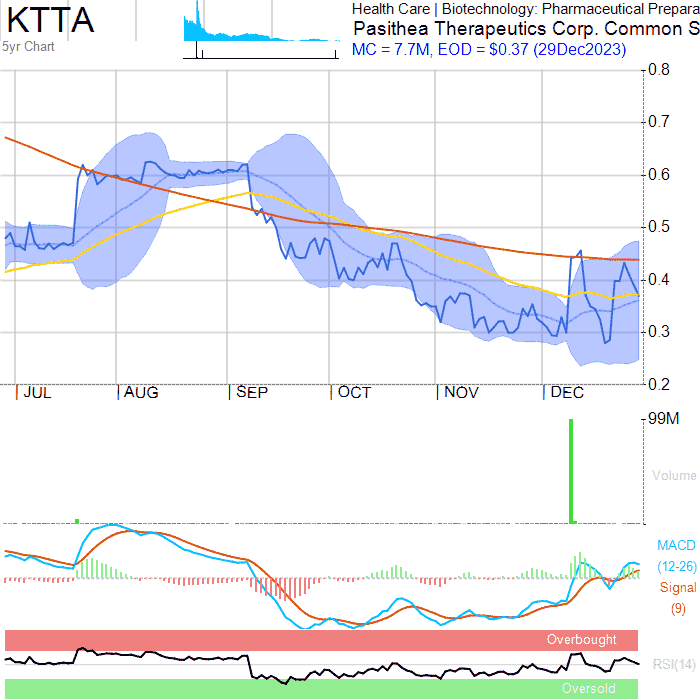 KTTA
5yr Chart
Health Care | Biotechnology: Pharmaceutical Prepara
Pasithea Therapeutics Corp. Common S
MC = 7.7M, EOD = $0.37 (29Dec2023)
0.8
0.7
0.6
0.5
0.4
0.3
0.2
JUL AUG SEP OCT NOV DEC
99M
Volume
MACD
(12-26)
Signal
(9)
Overbought
RSI(14)
Oversold